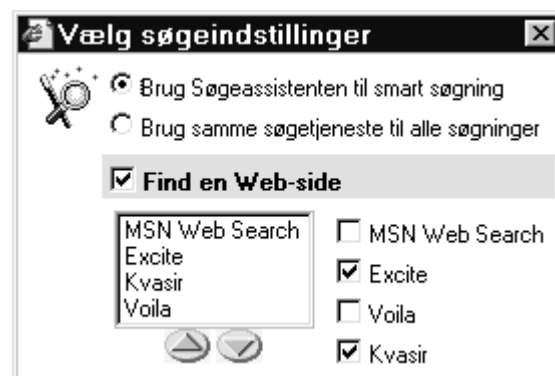 Vælg søgeindstillinger
Brug Søgeassistenten til smart søgning
Brug samme søgetjeneste til alle søgninger
Find en Web-side
MSN Web Search
Excite
Kvasir
Voila
MSN Web Search
Excite
Voila
Kvasir